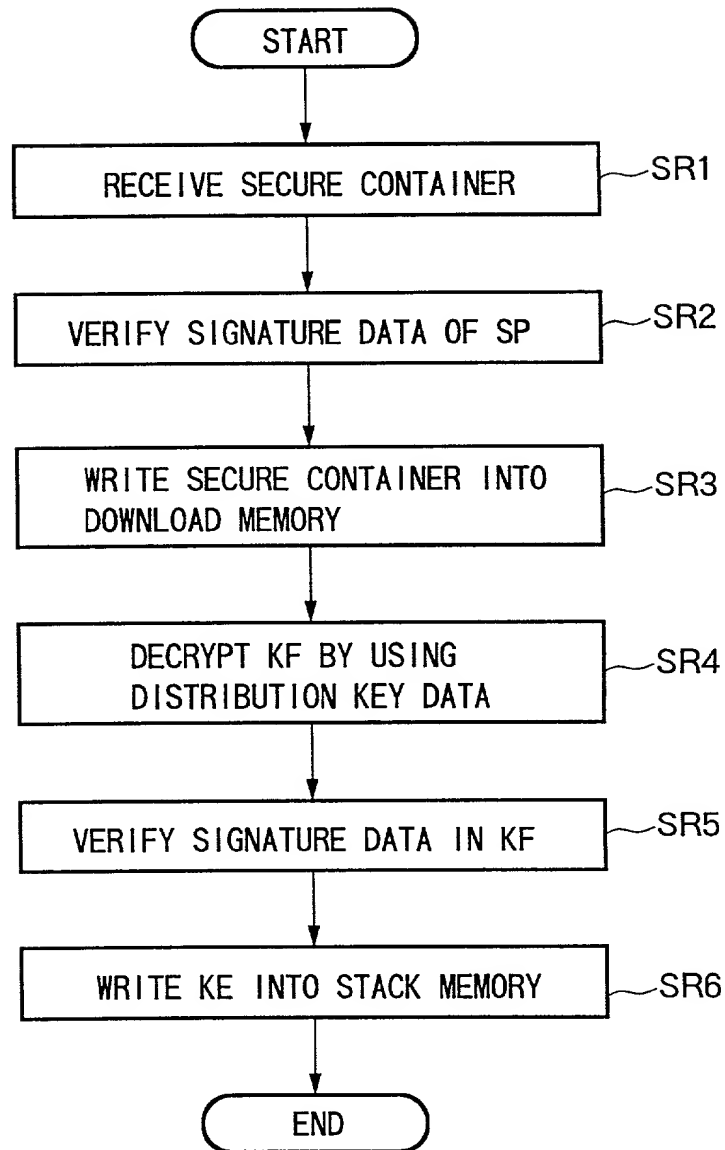 START
RECEIVE SECURE CONTAINER
SR1
VERIFY SIGNATURE DATA OF SP
SR2
WRITE SECURE CONTAINER INTO
DOWNLOAD MEMORY
SR3
DECRYPT KF BY USING
DISTRIBUTION KEY DATA
SR4
VERIFY SIGNATURE DATA IN KF
SR5
WRITE KE INTO STACK MEMORY
SR6
END